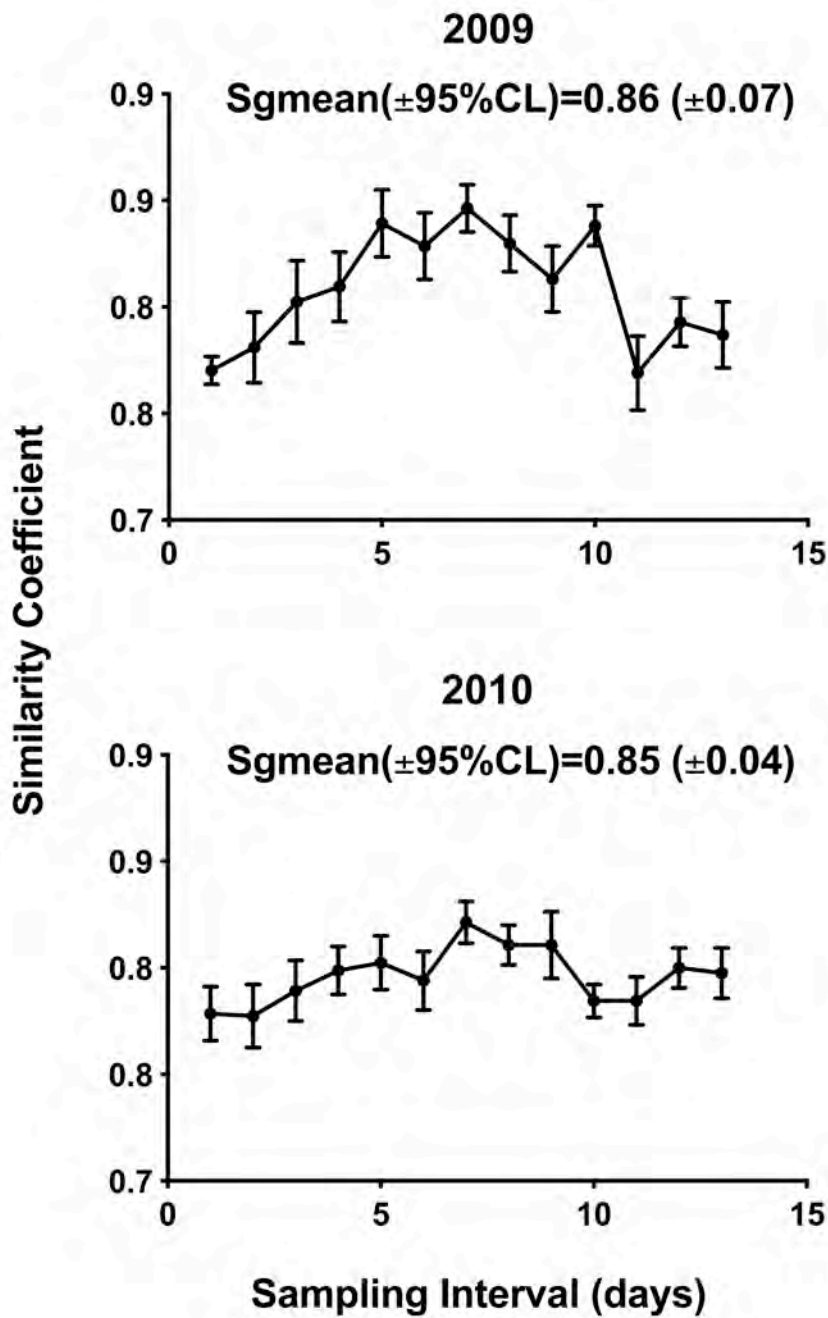 2009
Sgmean(±95%CL)=0.86 (±0.07)
0.9
0.9
0.8
0.8
0.7
0 5 10 15
Similarity Coefficient
2010
Sgmean(±95%CL)=0.85 (±0.04)
0.9
0.9
0.8
0.8
0.7
0 5 10 15
Sampling Interval (days)